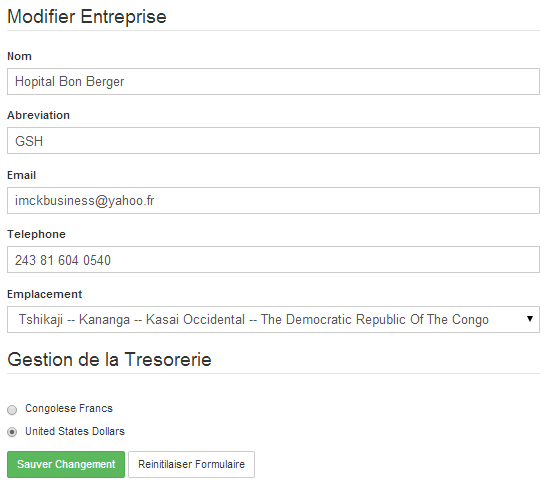 Modifier Entreprise
Nom
Hopital Bon Berger
Abreviation
GSH
Email
imckbusiness@yahoo.fr
Telephone
243 81 604 0540
Emplacement
Tshikaji -- Kananga -- Kasai Occidental -- The Democratic Republic Of The Congo
Gestion de la Tresorerie
Congolese Francs
United States Dollars
Sauver Changement Reinitilaiser Formulaire